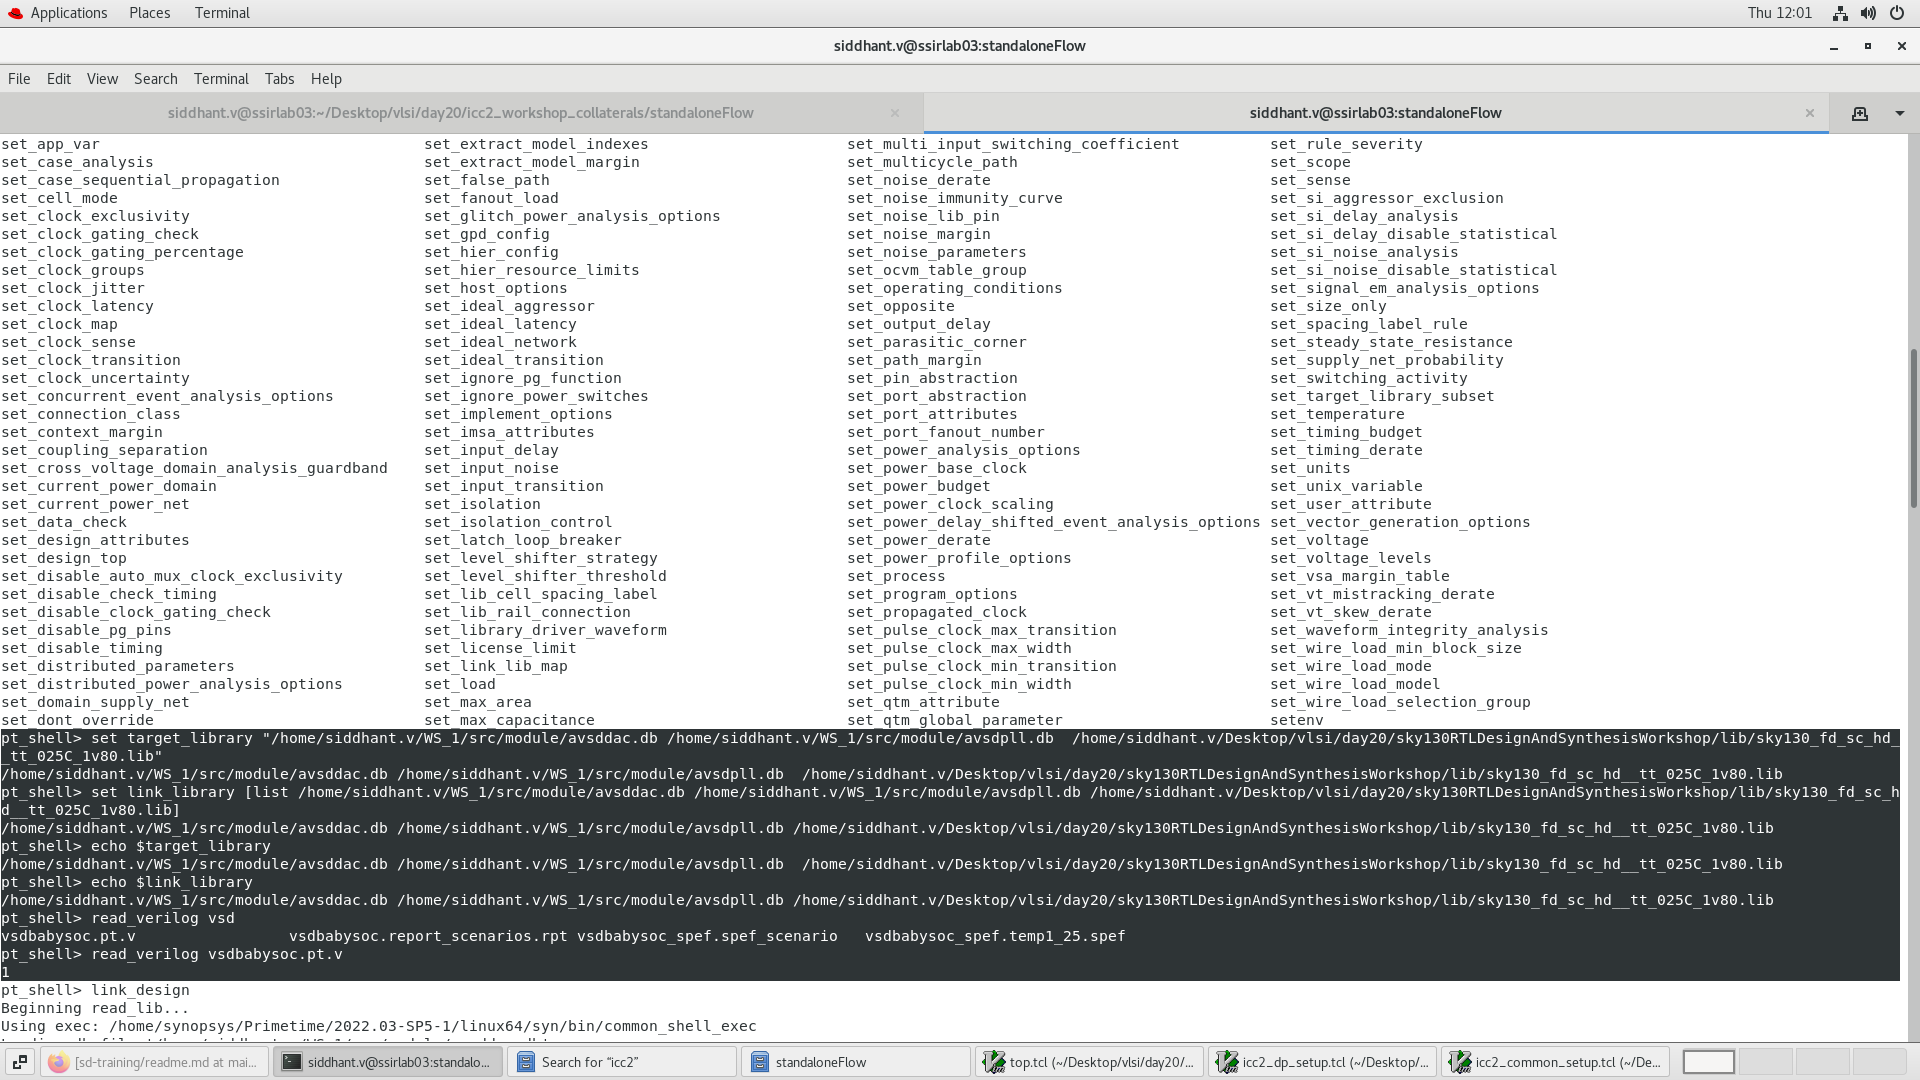 Applications Places Terminal Thu 12:01
siddhant.v@ssirlab03:standaloneFlow
File Edit View Search Terminal Tabs Help
siddhant.v@ssirlab03:~/Desktop/vlsi/day20/icc2_workshop_collaterals/standaloneFlow siddhant.v@ssirlab03:standaloneFlow
set_app_var set_extract_model_indexes set_multi_input_switching_coefficient set_rule_severity
set_case_analysis set_extract_model_margin set_multicycle_path set_scope
set_case_sequential_propagation set_false_path set_noise_derate set_sense
set_cell_mode set_fanout_load set_noise_immunity_curve set_si_aggressor_exclusion
set_clock_exclusivity set_glitch_power_analysis_options set_noise_lib_pin set_si_delay_analysis
set_clock_gating_check set_gpd_config set_noise_margin set_si_delay_disable_statistical
set_clock_gating_percentage set_hier_config set_noise_parameters set_si_noise_analysis
set_clock_groups set_hier_resource_limits set_ocvm_table_group set_si_noise_disable_statistical
set_clock_jitter set_host_options set_operating_conditions set_signal_em_analysis_options
set_clock_latency set_ideal_aggressor set_opposite set_size_only
set_clock_map set_ideal_latency set_output_delay set_spacing_label_rule
set_clock_sense set_ideal_network set_parasitic_corner set_steady_state_resistance
set_clock_transition set_ideal_transition set_path_margin set_supply_net_probability
set_clock_uncertainty set_ignore_pg_function set_pin_abstraction set_switching_activity
set_concurrent_event_analysis_options set_ignore_power_switches set_port_abstraction set_target_library_subset
set_connection_class set_implement_options set_port_attributes set_temperature
set_context_margin set_imsa_attributes set_port_fanout_number set_timing_budget
set_coupling_separation set_input_delay set_power_analysis_options set_timing_derate
set_cross_voltage_domain_analysis_guardband set_input_noise set_power_base_clock set_units
set_current_power_domain set_input_transition set_power_budget set_unix_variable
set_current_power_net set_isolation set_power_clock_scaling set_user_attribute
set_data_check set_isolation_control set_power_delay_shifted_event_analysis_options set_vector_generation_options
set_design_attributes set_latch_loop_breaker set_power_derate set_voltage
set_design_top set_level_shifter_strategy set_power_profile_options set_voltage_levels
set_disable_auto_mux_clock_exclusivity set_level_shifter_threshold set_process set_vsa_margin_table
set_disable_check_timing set_lib_cell_spacing_label set_program_options set_vt_mistracking_derate
set_disable_clock_gating_check set_lib_rail_connection set_propagated_clock set_vt_skew_derate
set_disable_pg_pins set_library_driver_waveform set_pulse_clock_max_transition set_waveform_integrity_analysis
set_disable_timing set_license_limit set_pulse_clock_max_width set_wire_load_min_block_size
set_distributed_parameters set_link_lib_map set_pulse_clock_min_transition set_wire_load_mode
set_distributed_power_analysis_options set_load set_pulse_clock_min_width set_wire_load_model
set_domain_supply_net set_max_area set_qtm_attribute set_wire_load_selection_group
set_dont_override set_max_capacitance set_qtm_global_parameter setenv
pt_shell> set target_library "/home/siddhant.v/WS_1/src/module/avsddac.db /home/siddhant.v/WS_1/src/module/avsdpll.db  /home/siddhant.v/Desktop/vlsi/day20/sky130RTLDesignAndSynthesisWorkshop/lib/sky130_fd_sc_hd_
_tt_025C_1v80.lib"
/home/siddhant.v/WS_1/src/module/avsddac.db /home/siddhant.v/WS_1/src/module/avsdpll.db  /home/siddhant.v/Desktop/vlsi/day20/sky130RTLDesignAndSynthesisWorkshop/lib/sky130_fd_sc_hd__tt_025C_1v80.lib
pt_shell> set link_library [list /home/siddhant.v/WS_1/src/module/avsddac.db /home/siddhant.v/WS_1/src/module/avsdpll.db /home/siddhant.v/Desktop/vlsi/day20/sky130RTLDesignAndSynthesisWorkshop/lib/sky130_fd_sc_h
d__tt_025C_1v80.lib]
/home/siddhant.v/WS_1/src/module/avsddac.db /home/siddhant.v/WS_1/src/module/avsdpll.db /home/siddhant.v/Desktop/vlsi/day20/sky130RTLDesignAndSynthesisWorkshop/lib/sky130_fd_sc_hd__tt_025C_1v80.lib
pt_shell> echo $target_library
/home/siddhant.v/WS_1/src/module/avsddac.db /home/siddhant.v/WS_1/src/module/avsdpll.db  /home/siddhant.v/Desktop/vlsi/day20/sky130RTLDesignAndSynthesisWorkshop/lib/sky130_fd_sc_hd__tt_025C_1v80.lib
pt_shell> echo $link_library
/home/siddhant.v/WS_1/src/module/avsddac.db /home/siddhant.v/WS_1/src/module/avsdpll.db /home/siddhant.v/Desktop/vlsi/day20/sky130RTLDesignAndSynthesisWorkshop/lib/sky130_fd_sc_hd__tt_025C_1v80.lib
pt_shell> read_verilog vsd
vsdbabysoc.pt.v vsdbabysoc.report_scenarios.rpt vsdbabysoc_spef.spef_scenario vsdbabysoc_spef.temp1_25.spef
pt_shell> read_verilog vsdbabysoc.pt.v
1
pt_shell> link_design
Beginning read_lib...
Using exec: /home/synopsys/Primetime/2022.03-SP5-1/linux64/syn/bin/common_shell_exec
[sd-training/readme.md at mai... siddhant.v@ssirlab03:standalo... Search for “icc2” standaloneFlow top.tcl (~/Desktop/vlsi/day20/... icc2_dp_setup.tcl (~/Desktop/... icc2_common_setup.tcl (~/De...